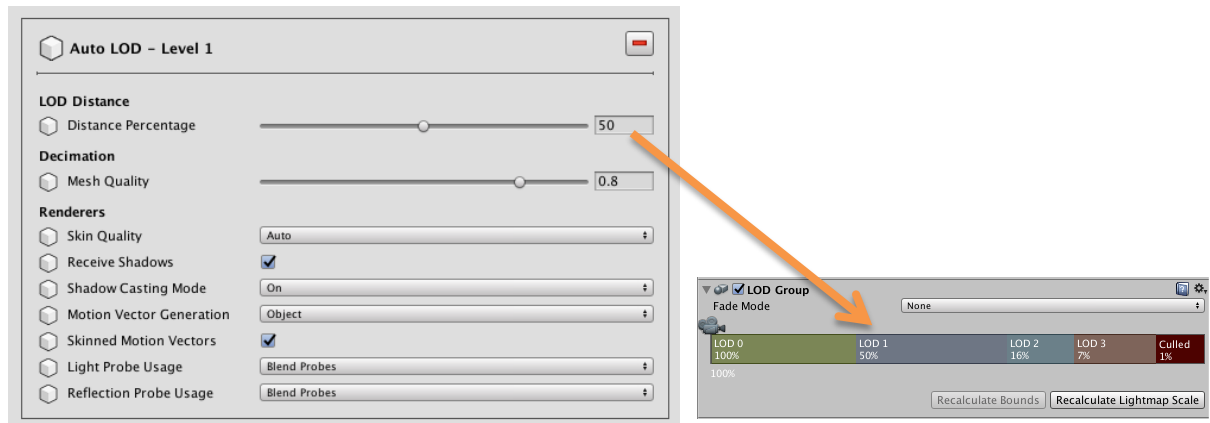 Auto LOD – Level 1
LOD Distance
Distance Percentage 50
Decimation
Mesh Quality 0.8
Renderers
Skin Quality Auto
Receive Shadows
Shadow Casting Mode On
Motion Vector Generation Object
Skinned Motion Vectors
Light Probe Usage Blend Probes
Reflection Probe Usage Blend Probes
LOD Group
Fade Mode None
LOD 0 LOD 1 LOD 2 LOD 3 Culled
100% 50% 16% 7% 1%
100%
Recalculate Bounds Recalculate Lightmap Scale